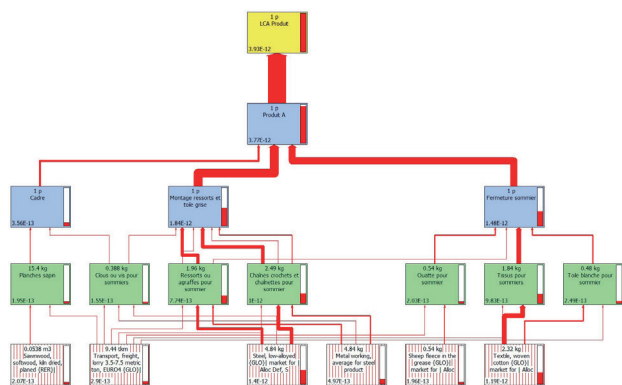 1 p
LCA Produit
3.93E-12
1 p
Produit A
3.77E-12
1 p
Cadre
3.56E-13
1 p
Montage ressorts et
tole grise
1.84E-12
1 p
Fermeture sommier
1.48E-12
15.4 kg
Planches sapin
1.95E-13
0.388 kg
Clous ou vis pour
sommiers
1.55E-13
1.96 kg
Ressorts ou
agraffes pour
sommier
7.74E-13
2.49 kg
Chaines crochets et
chainettes pour
sommier
1E-12
0.54 kg
Ouatte pour
sommier
2.03E-13
1.84 kg
Tissus pour
sommiers
9.83E-13
0.48 kg
Toile blanche pour
sommier
2.49E-13
0.0538 m3
Sawnwood,
softwood, kiln dried,
planed {RER}|
2.07E-13
9.44 tkm
Transport, freight,
lorry 3.5-7.5 metric
ton, EURO4 {GLO}|
2.9E-13
4.84 kg
Steel, low-alloyed
{GLO}| market for |
Alloc Def, S
1.4E-12
4.84 kg
Metal working,
average for steel
product
4.97E-13
0.54 kg
Sheep fleece in the
grease {GLO}|
market for | Alloc
1.96E-13
2.32 kg
Textile, woven
cotton {GLO}|
market for | Alloc
1.19E-12